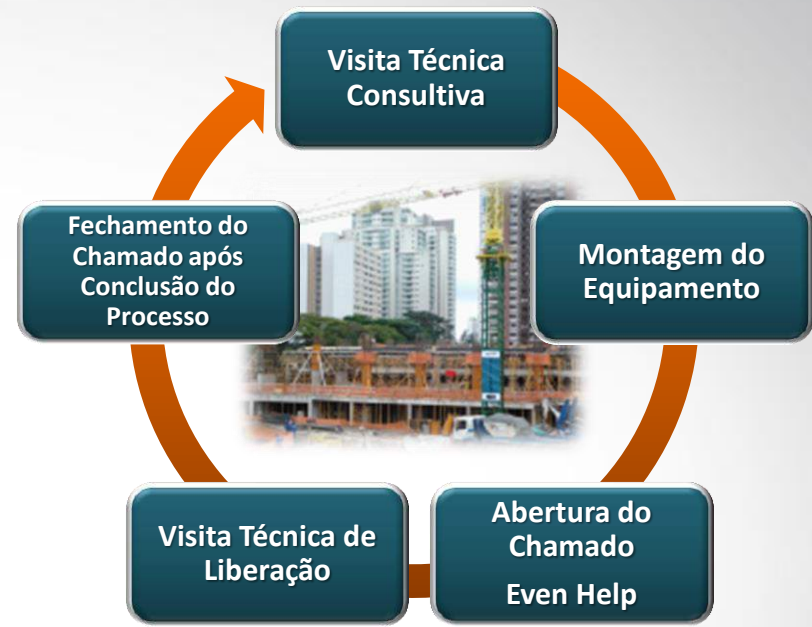 Visita Técnica
Consultiva
Montagem do
Equipamento
Abertura do
Chamado
Even Help
Visita Técnica de
Liberação
Fechamento do
Chamado após
Conclusão do
Processo